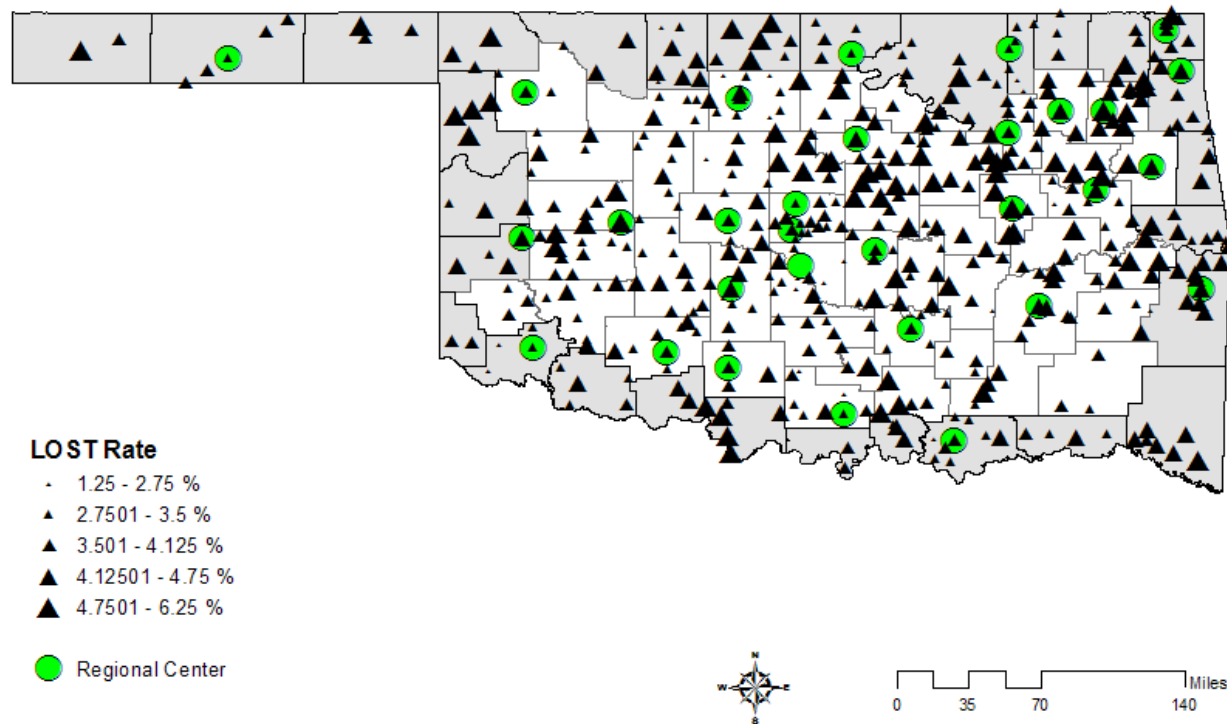 LOST Rate
1.25 - 2.75 %
2.7501 - 3.5 %
3.501 - 4.125 %
4.12501 - 4.75 %
4.7501 - 6.25 %
Regional Center
N
W E
S
Miles
0 35 70 140